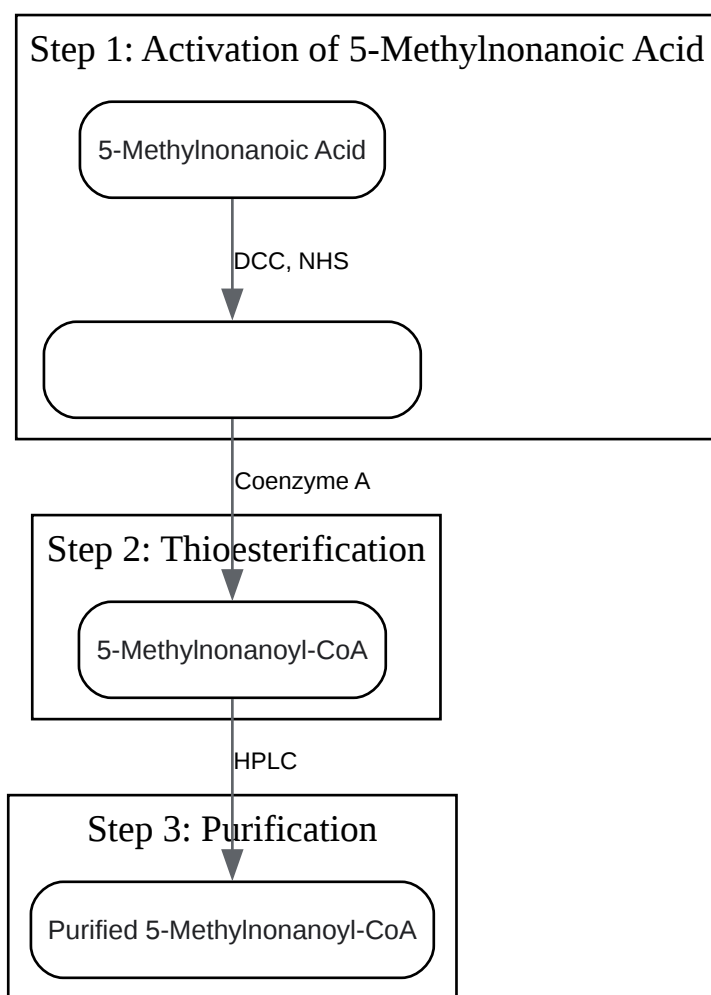 Step 1: Activation of 5-Methylnonanoic Acid
5-Methylnonanoic Acid
DCC, NHS
Coenzyme A
Step 2: Thioesterification
5-Methylnonanoyl-CoA
HPLC
Step 3: Purification
Purified 5-Methylnonanoyl-CoA